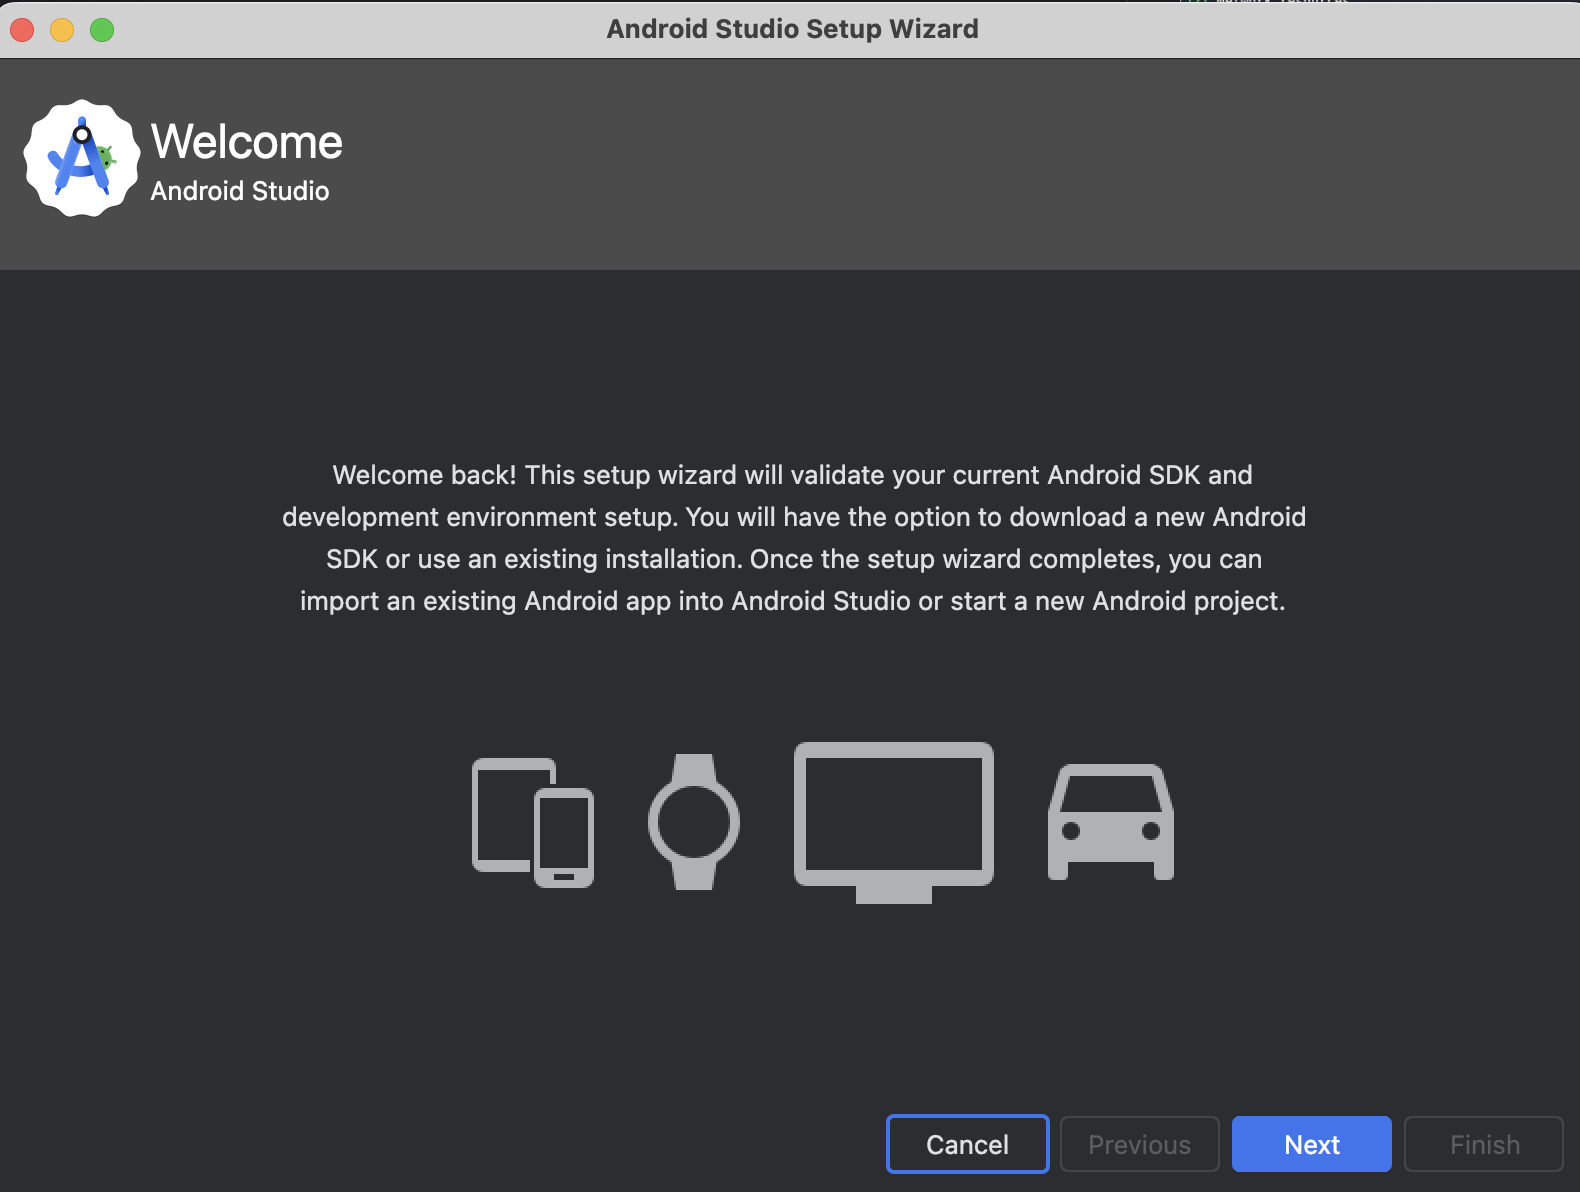 Android Studio Setup Wizard
Welcome
Android Studio
Welcome back! This setup wizard will validate your current Android SDK and
development environment setup. You will have the option to download a new Android
SDK or use an existing installation. Once the setup wizard completes, you can
import an existing Android app into Android Studio or start a new Android project.
Cancel
Previous
Next
Finish